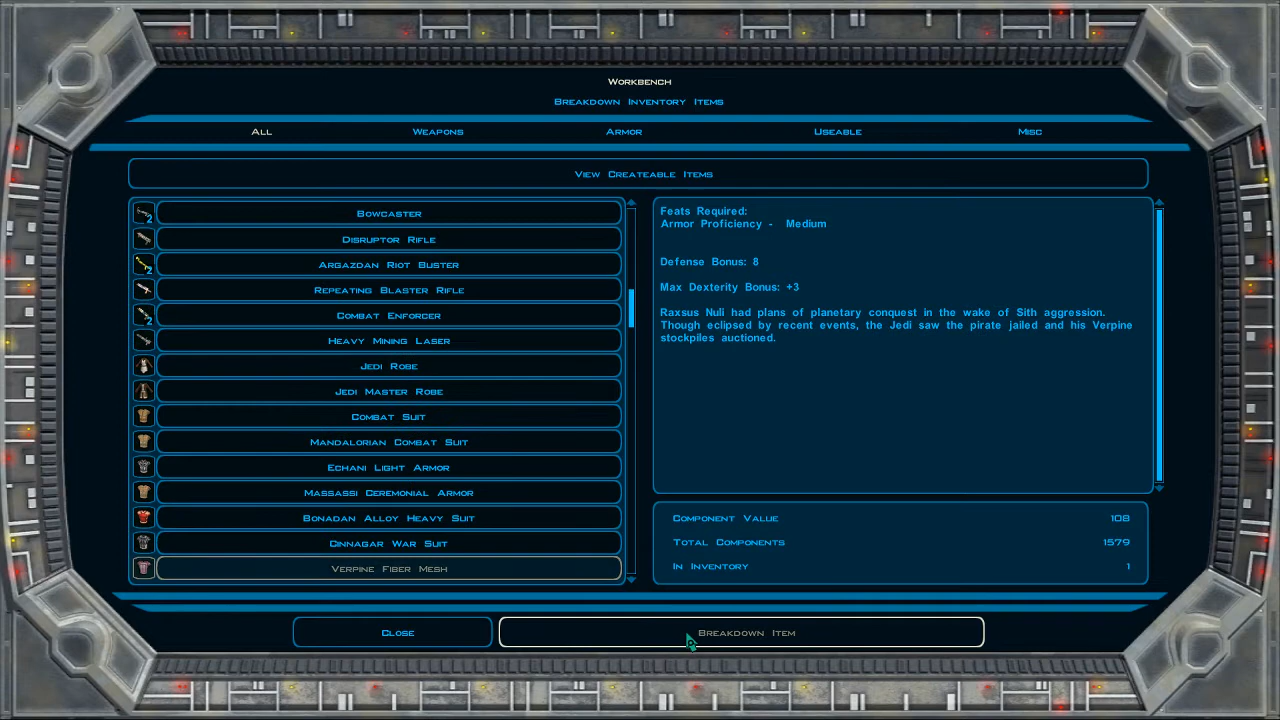 Workbench
Breakdown Inventory Items
All Weapons Armor Useable Misc
View Createable Items
2 Bowcaster
Disruptor Rifle
2 Argazdan Riot Buster
Repeating Blaster Rifle
2 Combat Enforcer
Heavy Mining Laser
Jedi Robe
Jedi Master Robe
Combat Suit
Mandalorian Combat Suit
Echani Light Armor
Massassi Ceremonial Armor
Bonadan Alloy Heavy Suit
Cinnagar War Suit
Verpine Fiber Mesh
Feats Required:
Armor Proficiency - Medium
Defense Bonus: 8
Max Dexterity Bonus: +3
Raxsus Nuli had plans of planetary conquest in the wake of Sith aggression.
Though eclipsed by recent events, the Jedi saw the pirate jailed and his Verpine
stockpiles auctioned.
Component Value 108
Total Components 1579
In Inventory 1
Close Breakdown Item